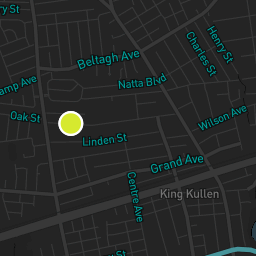 Henry St
Charles St
Beltagh Ave
Natta Blvd
Oak St
Wilson Ave
Linden St
Grand Ave
Centre Ave
King Kullen